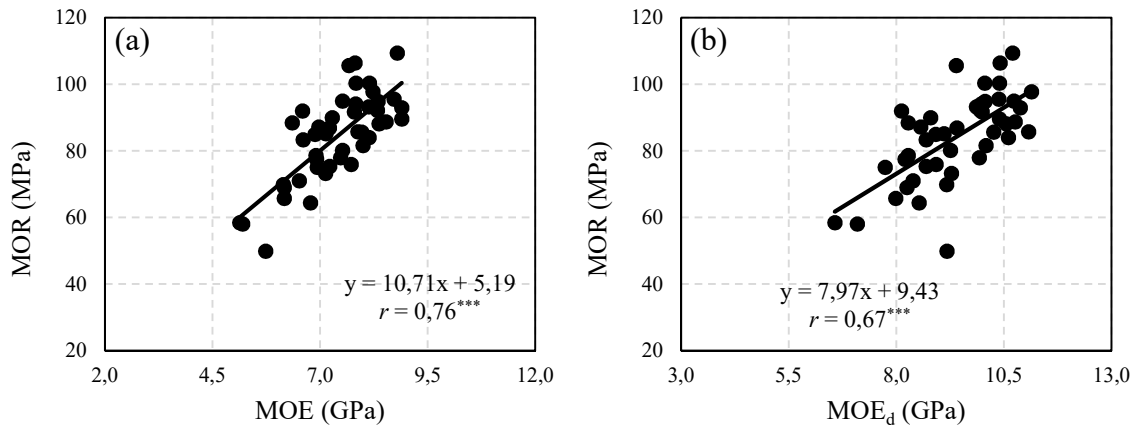 (a)
MOR (MPa)
120
100
80
60
40
20
y = 10,71x + 5,19
r = 0,76***
2,0 4,5 7,0 9,5 12,0
MOE (GPa)
(b)
MOR (MPa)
120
100
80
60
40
20
y = 7,97x + 9,43
r = 0,67***
3,0 5,5 8,0 10,5 13,0
MOEd (GPa)